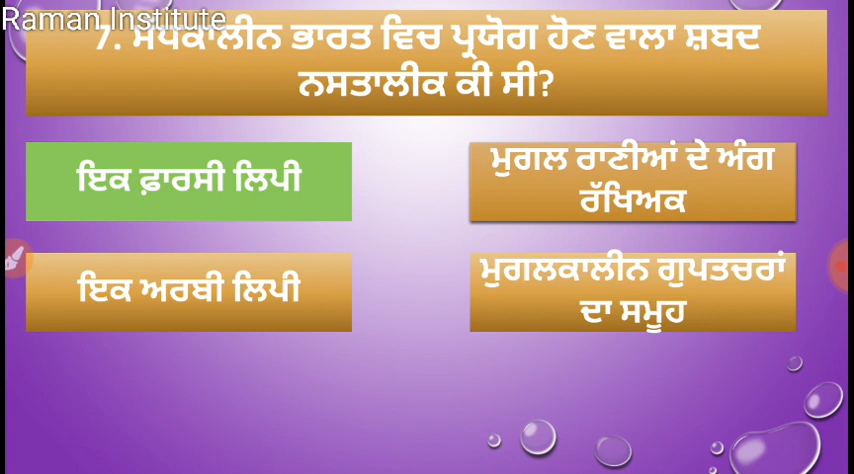 Raman Institute
7. ਮੱਧਕਾਲੀਨ ਭਾਰਤ ਵਿਚ ਪ੍ਰਯੋਗ ਹੋਣ ਵਾਲਾ ਸ਼ਬਦ
ਨਸਤਾਲੀਕ ਕੀ ਸੀ?
ਇਕ ਫ਼ਾਰਸੀ ਲਿਪੀ
ਮੁਗਲ ਰਾਣੀਆਂ ਦੇ ਅੰਗ
ਰੱਖਿਅਕ
ਇਕ ਅਰਬੀ ਲਿਪੀ
ਮੁਗਲਕਾਲੀਨ ਗੁਪਤਚਰਾਂ
ਦਾ ਸਮੂਹ